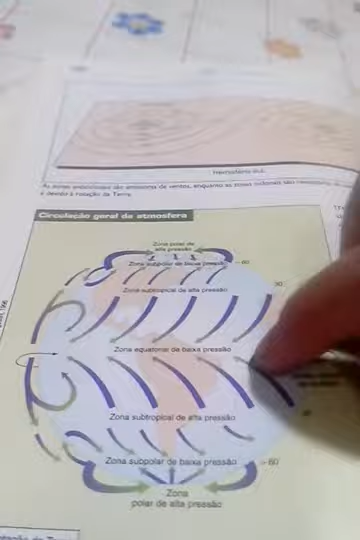 Hemisfério Sul.
As zonas anticiclonais são emissoras de ventos, enquanto as zonas ciclonais são receptoras
é devido à rotação da Terra.
Circulação geral da atmosfera
Zona polar de
alta pressão
Zona subpolar de baixa pressão 60
Zona subtropical de alta pressão
30
Zona equatorial de baixa pressão
Zona subtropical de alta pressão
Zona subpolar de baixa pressão 60
Zona
polar de alta pressão